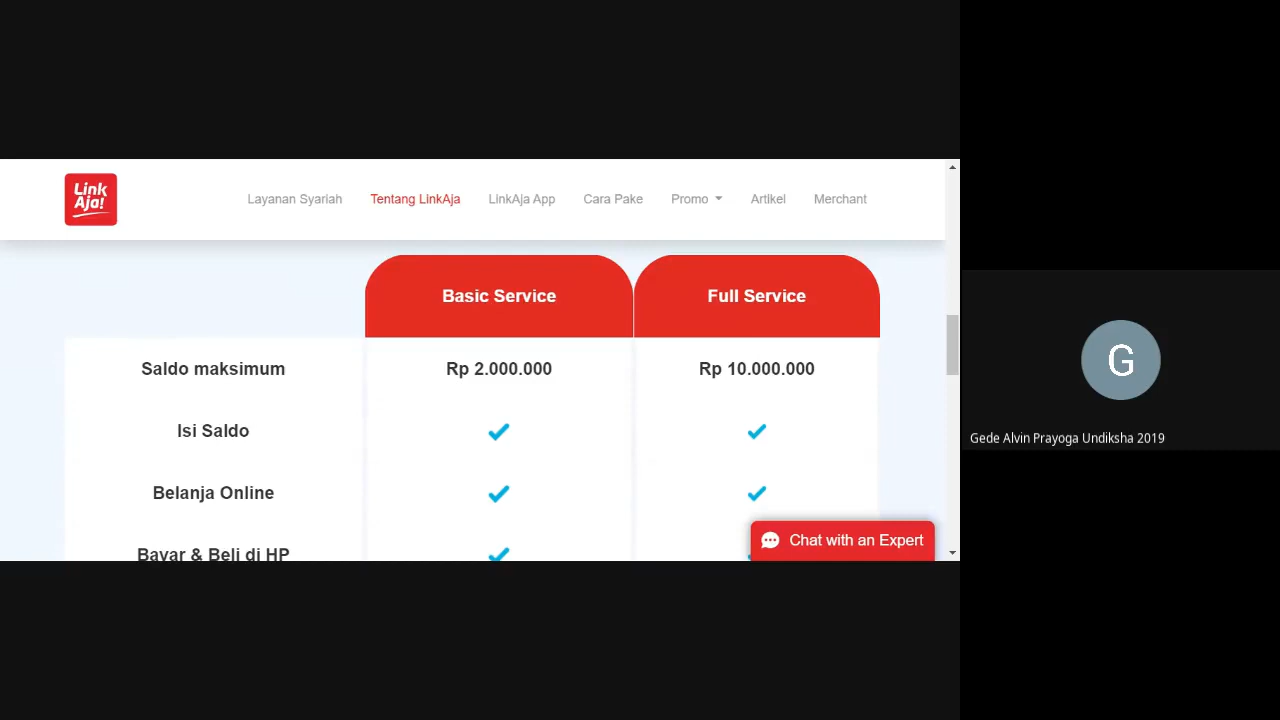 Link
Aja!
Layanan Syariah Tentang LinkAja LinkAja App Cara Pake Promo Artikel Merchant
Basic Service Full Service
Saldo maksimum Rp 2.000.000 Rp 10.000.000
Isi Saldo
Belanja Online
Bayar & Beli di HP
Chat with an Expert
G
Gede Alvin Prayoga Undiksha 2019